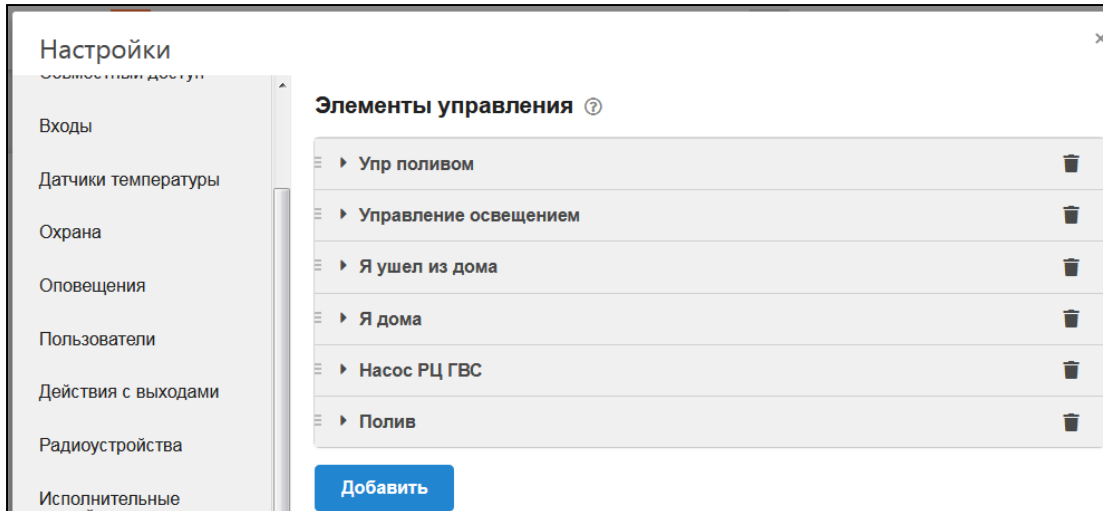 Настройки
Входы
Датчики температуры
Охрана
Оповещения
Пользователи
Действия с выходами
Радиоустройства
Исполнительные
Элементы управления
Упр поливом
Управление освещением
Я ушел из дома
Я дома
Насос РЦ ГВС
Полив
Добавить